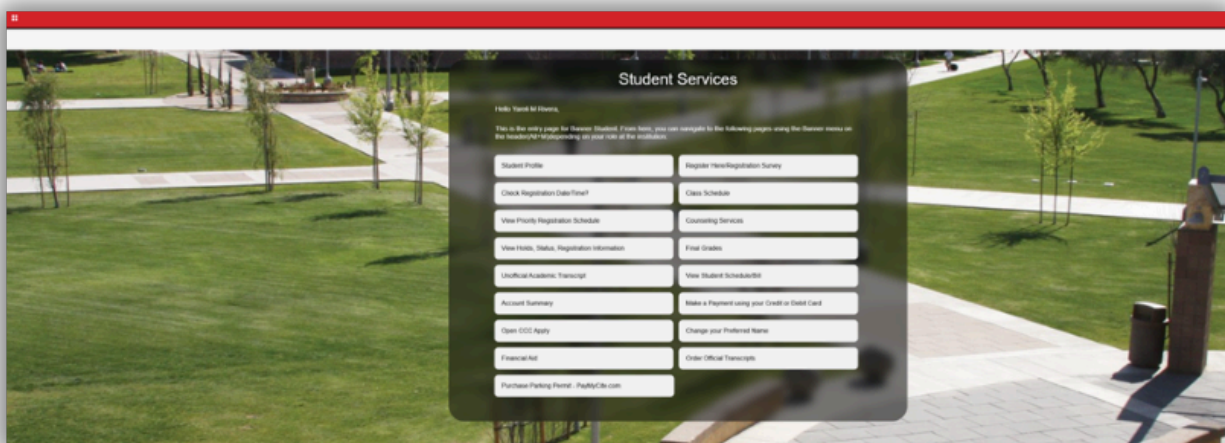 Student Services
Hello Yamil M Rivera,
This is the entry page for Banner Student. From here, you can navigate to the following pages using the Banner menu on
the header(Alt+M)depending on your role at the institution:
Student Profile
Register Here/Registration Survey
Check Registration Date/Time?
Class Schedule
View Priority Registration Schedule
Counseling Services
View Holds, Status, Registration Information
Final Grades
Unofficial Academic Transcript
View Student Schedule/Bill
Account Summary
Make a Payment using your Credit or Debit Card
Open CCC Apply
Change your Preferred Name
Financial Aid
Order Official Transcripts
Purchase Parking Permit - PayMyCite.com